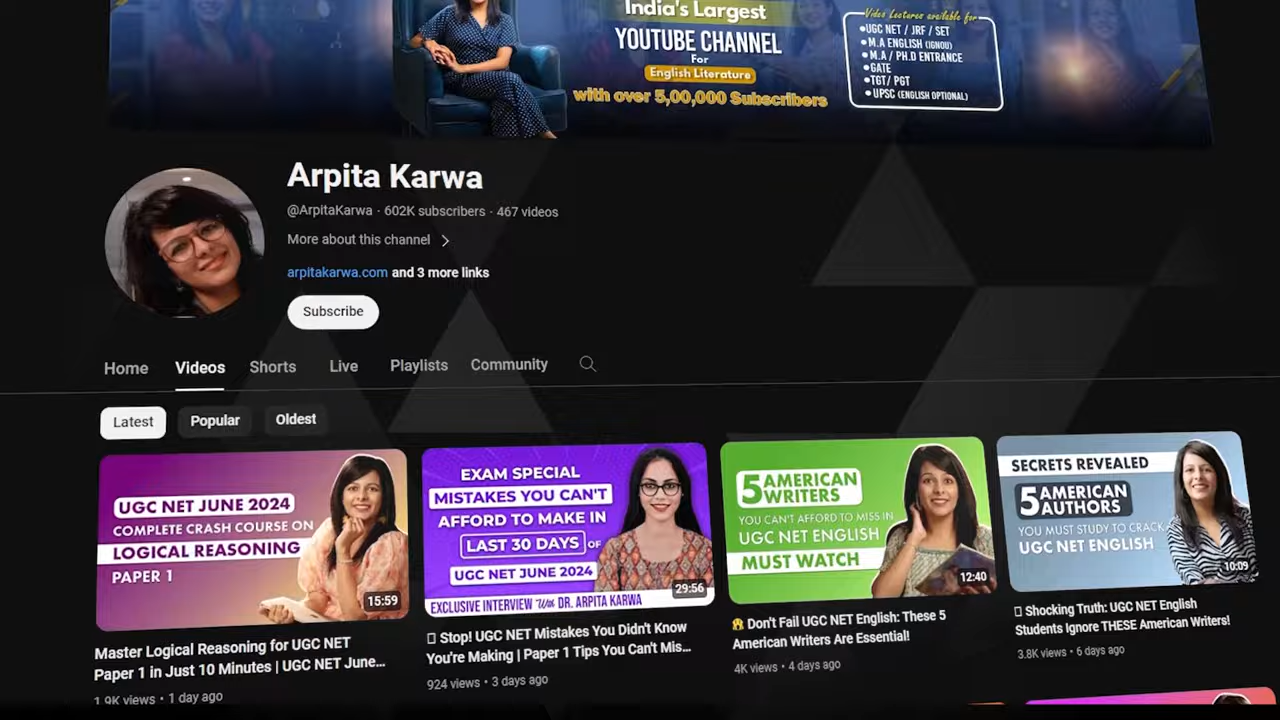 India's Largest
YOUTUBE CHANNEL
For
English Literature
with over 5,00,000 Subscribers
Video Lectures available for
•UGC NET / JRF / SET
•M.A ENGLISH (IGNOU)
•M.A / PH.D ENTRANCE
•GATE
•TGT/ PGT
•UPSC (ENGLISH OPTIONAL)
Arpita Karwa
@ArpitaKarwa · 602K subscribers · 467 videos
More about this channel
arpitakarwa.com and 3 more links
Subscribe
Home Videos Shorts Live Playlists Community
Latest Popular Oldest
UGC NET JUNE 2024
COMPLETE CRASH COURSE ON
LOGICAL REASONING
PAPER 1
15:59
Master Logical Reasoning for UGC NET
Paper 1 in Just 10 Minutes | UGC NET June...
1.9K views • 1 day ago
EXAM SPECIAL
MISTAKES YOU CAN'T
AFFORD TO MAKE IN
LAST 30 DAYS OF
UGC NET JUNE 2024
29:56
EXCLUSIVE INTERVIEW With DR. ARPITA KARWA
Stop! UGC NET Mistakes You Didn't Know
You're Making | Paper 1 Tips You Can't Mis...
924 views • 3 days ago
5 AMERICAN
WRITERS
YOU CAN'T AFFORD TO MISS IN
UGC NET ENGLISH
MUST WATCH
12:40
😱 Don't Fail UGC NET English: These 5
American Writers Are Essential!
4K views • 4 days ago
SECRETS REVEALED
5 AMERICAN
AUTHORS
YOU MUST STUDY TO CRACK
UGC NET ENGLISH
10:09
Shocking Truth: UGC NET English
Students Ignore THESE American Writers!
3.8K views • 6 days ago